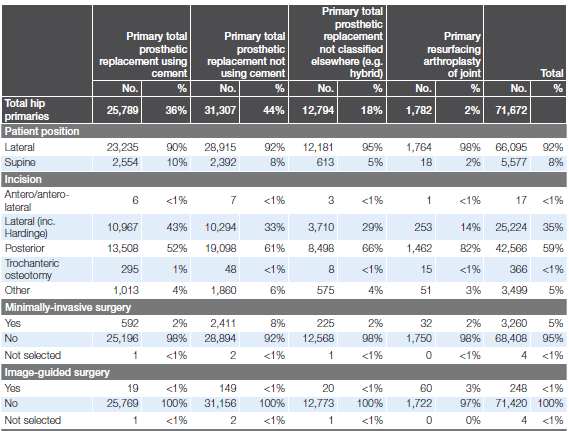 Primary total prosthetic replacement using cement Primary total prosthetic replacement not using cement Primary total prosthetic replacement not classified elsewhere (e.g. hybrid) Primary resurfacing arthroplasty of joint Total
No. % No. % No. % No. % No. %
Total hip primaries 25,789 36% 31,307 44% 12,794 18% 1,782 2% 71,672
Patient position
Lateral 23,235 90% 28,915 92% 12,181 95% 1,764 98% 66,095 92%
Supine 2,554 10% 2,392 8% 613 5% 18 2% 5,577 8%
Incision
Antero/antero-lateral 6 <1% 7 <1% 3 <1% 1 <1% 17 <1%
Lateral (inc. Hardinge) 10,967 43% 10,294 33% 3,710 29% 253 14% 25,224 35%
Posterior 13,508 52% 19,098 61% 8,498 66% 1,462 82% 42,566 59%
Trochanteric osteotomy 295 1% 48 <1% 8 <1% 15 <1% 366 <1%
Other 1,013 4% 1,860 6% 575 4% 51 3% 3,499 5%
Minimally-invasive surgery
Yes 592 2% 2,411 8% 225 2% 32 2% 3,260 5%
No 25,196 98% 28,894 92% 12,568 98% 1,750 98% 68,408 95%
Not selected 1 <1% 2 <1% 1 <1% 0 <1% 4 <1%
Image-guided surgery
Yes 19 <1% 149 <1% 20 <1% 60 3% 248 <1%
No 25,769 100% 31,156 100% 12,773 100% 1,722 97% 71,420 100%
Not selected 1 <1% 2 <1% 1 <1% 0 0% 4 <1%